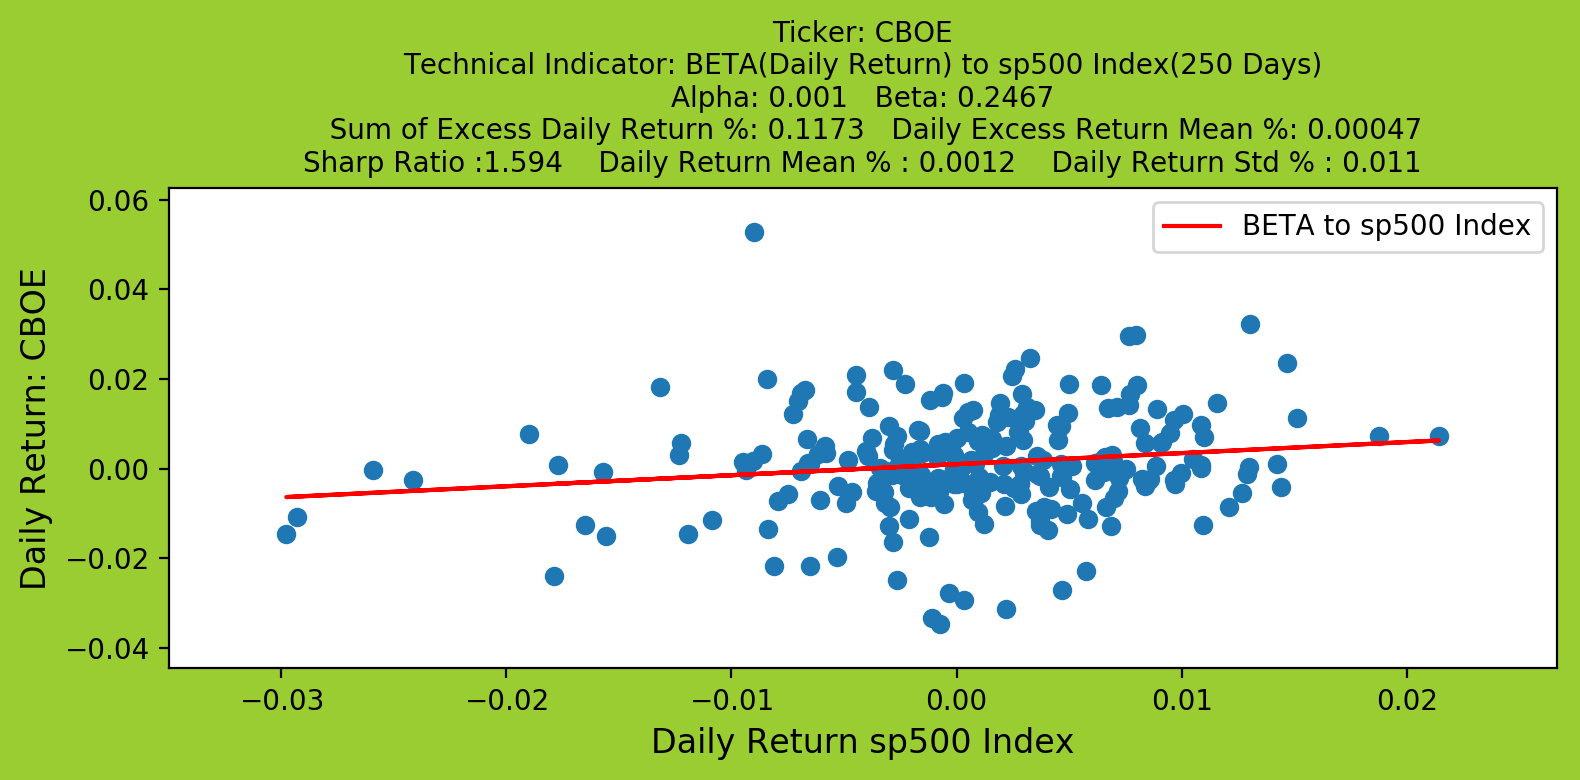 Ticker: CBOE
Technical Indicator: BETA(Daily Return) to sp500 Index(250 Days)
Alpha: 0.001   Beta: 0.2467
Sum of Excess Daily Return %: 0.1173   Daily Excess Return Mean %: 0.00047
Sharp Ratio :1.594    Daily Return Mean % : 0.0012    Daily Return Std % : 0.011
BETA to sp500 Index
Daily Return: CBOE
0.06
0.04
0.02
0.00
−0.02
−0.04
−0.03
−0.02
−0.01
0.00
0.01
0.02
Daily Return sp500 Index